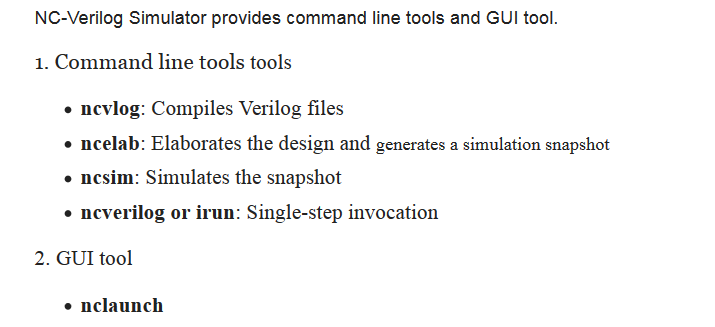 NC-Verilog Simulator provides command line tools and GUI tool.
1. Command line tools tools
• ncvlog: Compiles Verilog files
• ncelab: Elaborates the design and generates a simulation snapshot
• ncsim: Simulates the snapshot
• ncverilog or irun: Single-step invocation
2. GUI tool
• nclaunch